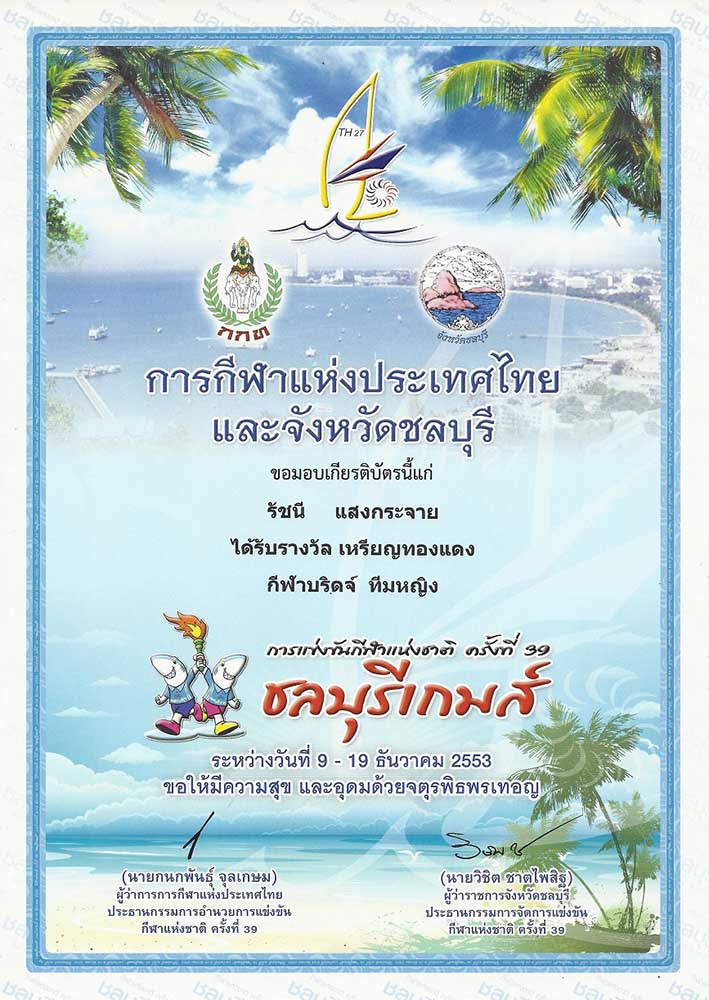 TH 27
กกท
จังหวัดชลบุรี
การกีฬาแห่งประเทศไทย
และจังหวัดชลบุรี
ขอมอบเกียรติบัตรนี้แก่
รัชนี แสงกระจาย
ได้รับรางวัล เหรียญทองแดง
กีฬาบริดจ์ ทีมหญิง
การแข่งขันกีฬาแห่งชาติ ครั้งที่ 39
ชลบุรีเกมส์
ระหว่างวันที่ 9 - 19 ธันวาคม 2553
ขอให้มีความสุข และอุดมด้วยจตุรพิธพรเทอญ
(นายกนกพันธุ์ จุลเกษม)
ผู้ว่าการการกีฬาแห่งประเทศไทย
ประธานกรรมการอำนวยการแข่งขัน
กีฬาแห่งชาติ ครั้งที่ 39
(นายวิชิต ชาตไพสิฐ)
ผู้ว่าราชการจังหวัดชลบุรี
ประธานกรรมการจัดการแข่งขัน
กีฬาแห่งชาติ ครั้งที่ 39